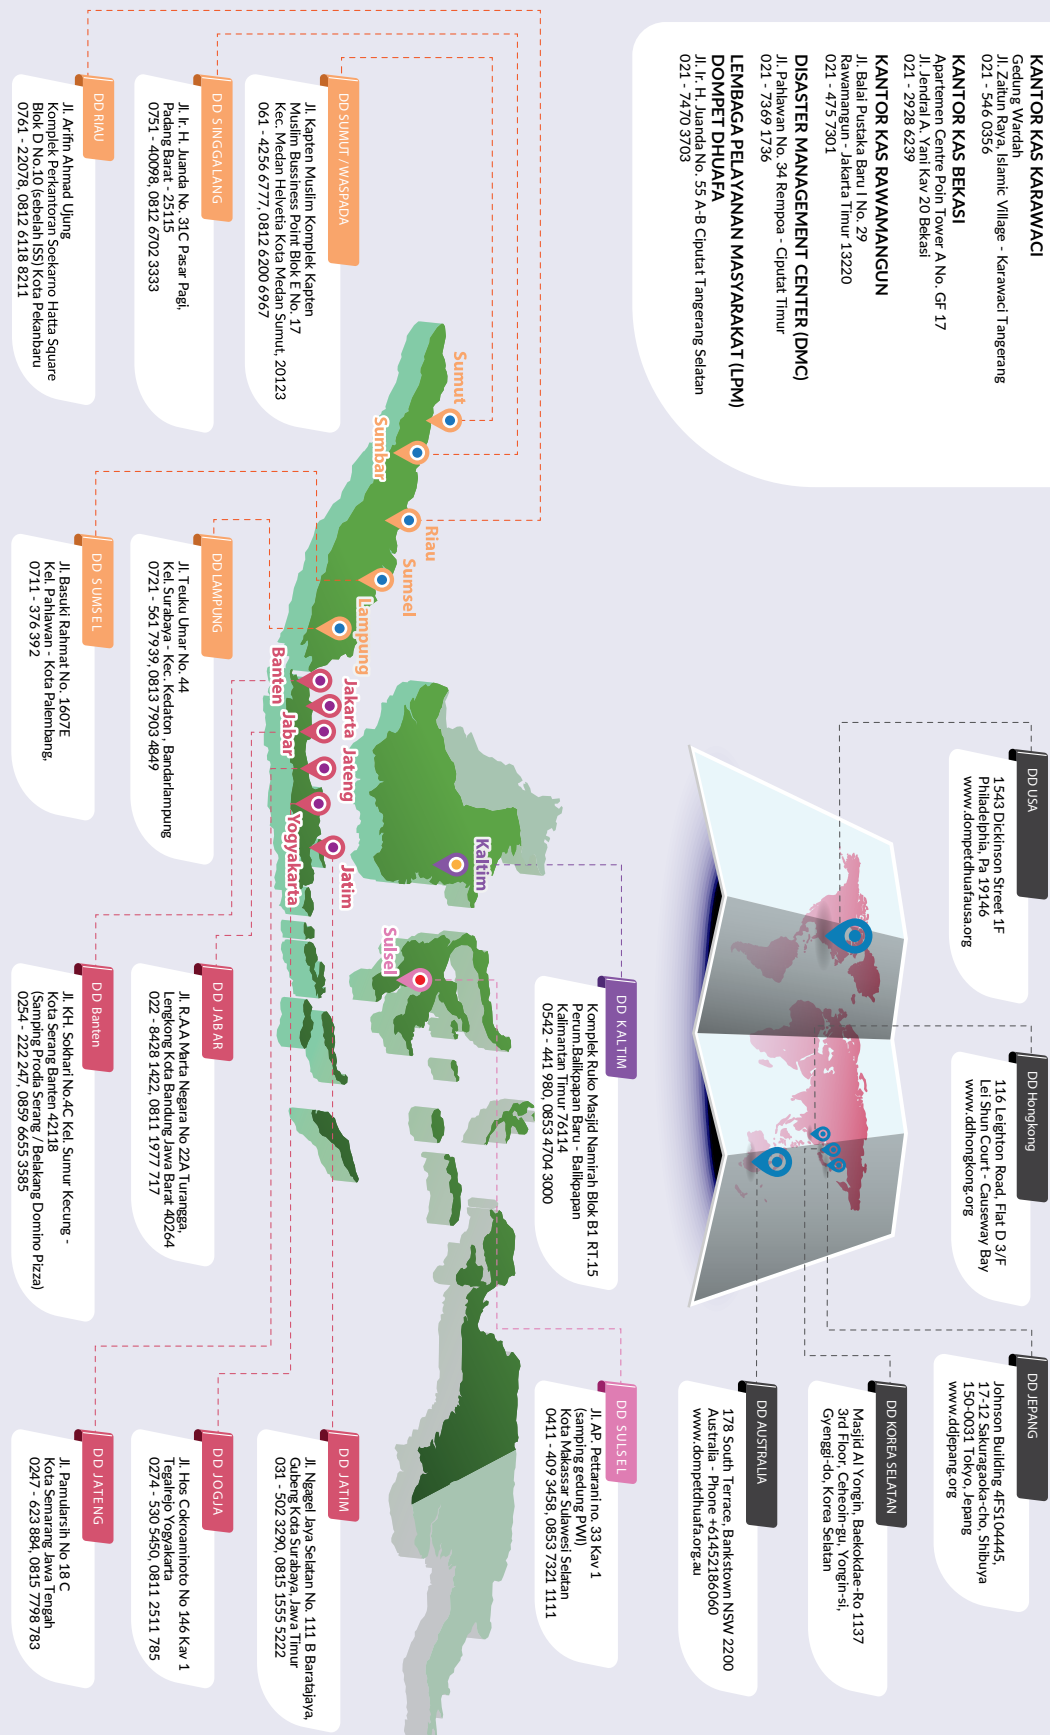 KANTOR KAS KARAWACI
Gedung Wardah
Jl. Zaitun Raya, Islamic Village - Karawaci Tangerang
021 - 546 0356
KANTOR KAS BEKASI
Apartemen Centre Poin Tower A No. GF 17
Jl. Jendral A. Yani Kav 20 Bekasi
021 - 2928 6239
KANTOR KAS RAWAMANGUN
Jl. Balai Pustaka Baru I No. 29
Rawamangun - Jakarta Timur 13220
021 - 475 7301
DISASTER MANAGEMENT CENTER (DMC)
Jl. Pahlawan No. 34 Rempoa - Ciputat Timur
021 - 7369 1736
LEMBAGA PELAYANAN MASYARAKAT (LPM)
DOMPET DHUAFA
Jl. Ir. H. Juanda No. 55 A-B Ciputat Tangerang Selatan
021 - 7470 3703
DD USA
1543 Dickinson Street 1F
Philadelphia, Pa 19146
www.dompetdhuafausa.org
DD Hongkong
116 Leighton Road, Flat D 3/F
Lei Shun Court - Causeway Bay
www.ddhongkong.org
DD JEPANG
Johnson Building 4FS104445,
17-12 Sakuragaoka-cho, Shibuya
150-0031 Tokyo, Jepang
www.ddjepang.org
DD KOREA SELATAN
Masjid Al Yongin, Baekokdae-Ro 1137
3rd Floor, Ceheoin-gu, Yongin-si,
Gyenggi-do, Korea Selatan
DD AUSTRALIA
178 South Terrace, Bankstown NSW 2200
Australia - Phone +61452186060
www.dompetdhuafa.org.au
DD KALTIM
Komplek Ruko Masjid Namirah Blok B1 RT.15
Perum.Balikpapan Baru - Balikpapan
Kalimantan Timur 76114
0542 - 441 980, 0853 4704 3000
DD SULSEL
Jl. AP. Pettarani no. 33 Kav 1
(samping gedung PWI)
Kota Makassar Sulawesi Selatan
0411 - 409 3458, 0853 7321 1111
Sumut
Sumbar
Riau
Sumsel
Lampung
Banten
Jakarta
Jabar
Jateng
Yogyakarta
Jatim
Kaltim
Sulsel
DD SUMUT/WASPADA
Jl Kapten Muslim Komplek Kapten
Muslim Bussiness Point Blok E No. 17
Kec. Medan Helvetia Kota Medan Sumut, 20123
061 - 4256 6777, 0812 6200 6967
DD SINGGALANG
Jl. Ir. H. Juanda No. 31C Pasar Pagi,
Padang Barat - 25115
0751 - 40098, 0812 6702 3333
DD RIAU
Jl. Arifin Ahmad Ujung
Komplek Perkantoran Soekarno Hatta Square
Blok D No.10 (sebelah ISS) Kota Pekanbaru
0761 - 22078, 0812 6118 8211
DD LAMPUNG
Jl. Teuku Umar No. 44
Kel. Surabaya - Kec. Kedaton , Bandarlampung
0721 - 561 7939, 0813 7903 4849
DD SUMSEL
Jl. Basuki Rahmat No. 1607E
Kel. Pahlawan - Kota Palembang,
0711 - 376 392
DD JABAR
Jl. R.A.A Marta Negara No 22A Turangga,
Lengkong Kota Bandung Jawa Barat 40264
022 - 8428 1422, 0811 1977 717
DD Banten
Jl. KH. Sokhari No.4C Kel. Sumur Kecung -
Kota Serang Banten 42118
(Samping Prodia Serang / Belakang Domino Pizza)
0254 - 222 247, 0859 6655 3585
DD JATIM
Jl. Ngagel Jaya Selatan No. 111 B Baratajaya,
Gubeng Kota Surabaya, Jawa Timur
031 - 502 3290, 0815 1555 5222
DD JOGJA
Jl. Hos Cokroaminoto No 146 Kav 1
Tegalrejo Yogyakarta
0274 - 530 5450, 0811 2511 785
DD JATENG
Jl. Pamularsih No 18 C
Kota Semarang Jawa Tengah
0247 - 623 884, 0815 7798 783